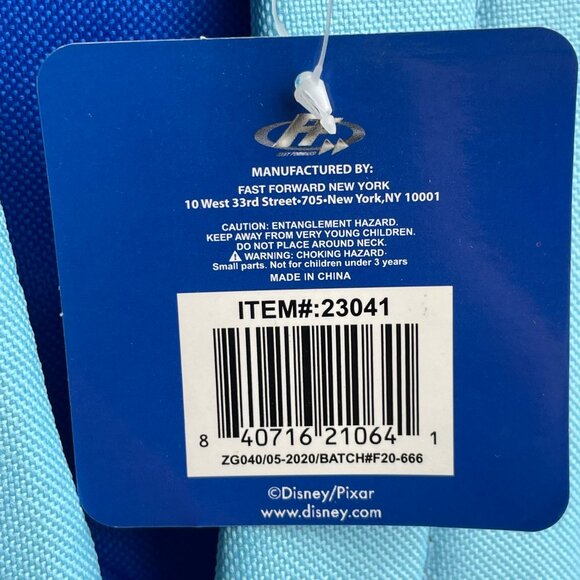 FF
FAST FORWARD
MANUFACTURED BY:
FAST FORWARD NEW YORK
10 West 33rd Street•705•New York,NY 10001
CAUTION: ENTANGLEMENT HAZARD.
KEEP AWAY FROM VERY YOUNG CHILDREN.
DO NOT PLACE AROUND NECK.
⚠ WARNING: CHOKING HAZARD-
Small parts. Not for children under 3 years
MADE IN CHINA
ITEM#:23041
8 40716 21064 1
ZG040/05-2020/BATCH#F20-666
©Disney/Pixar
www.disney.com